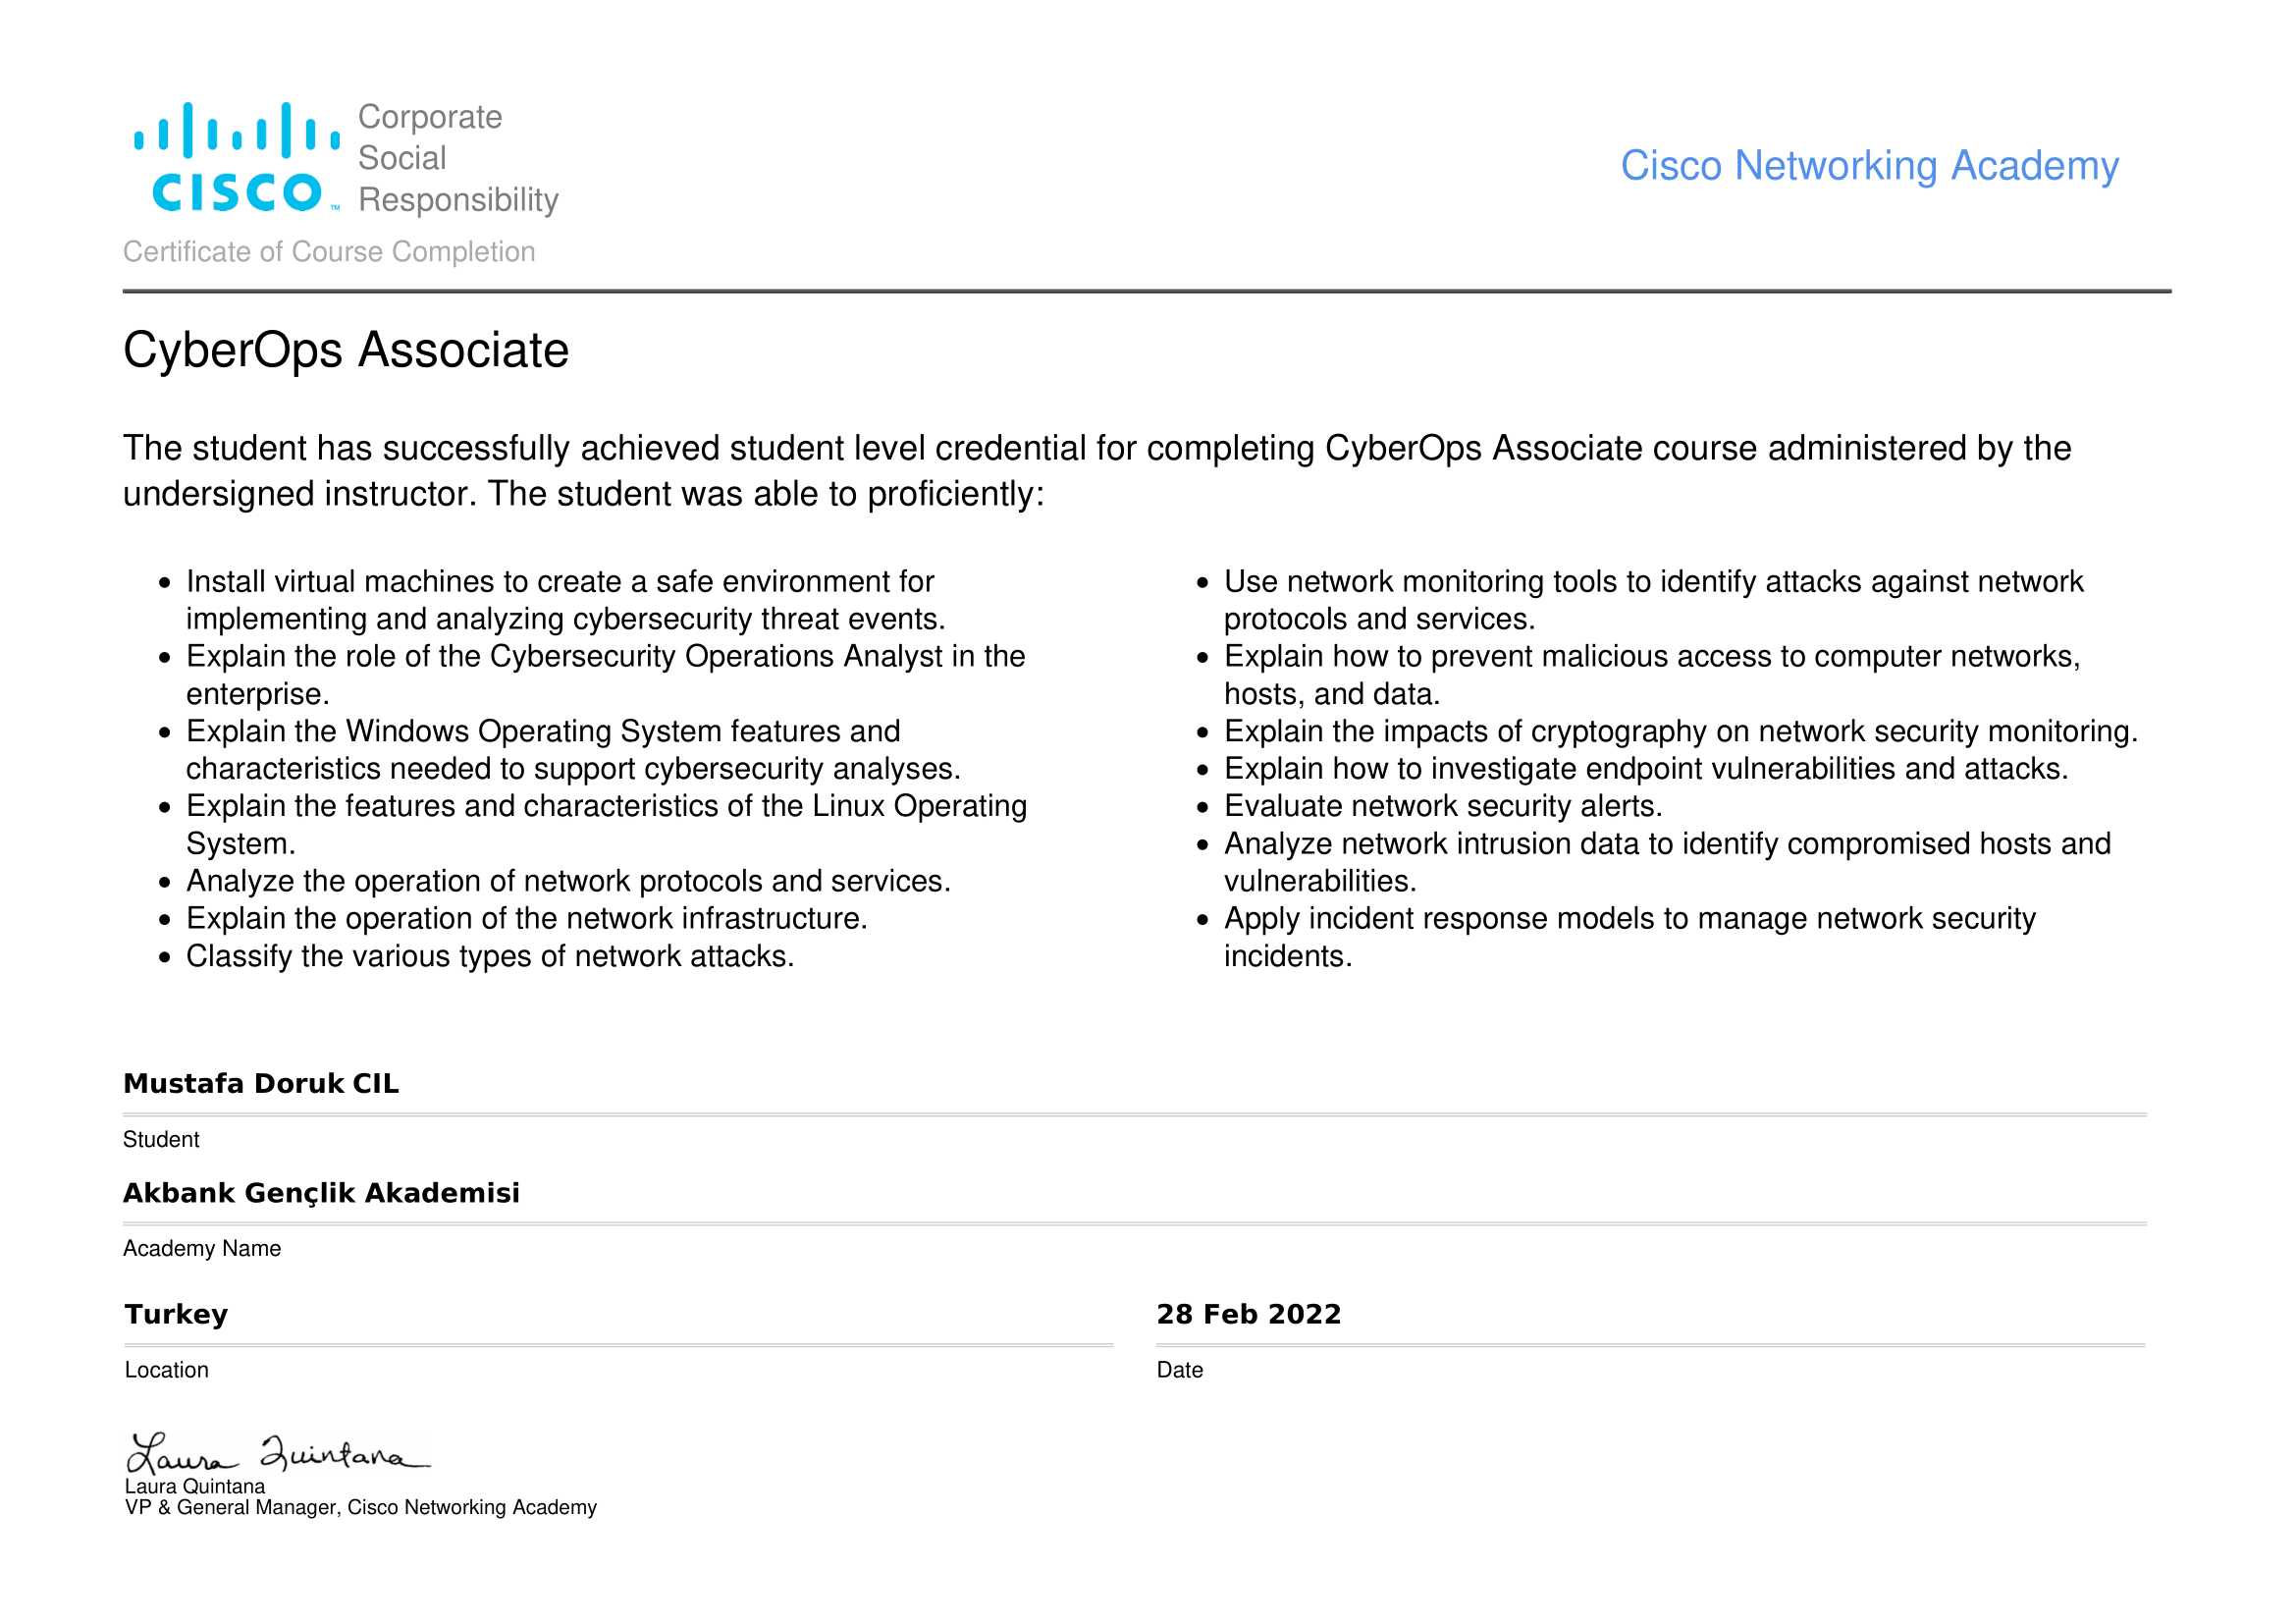 Corporate
Social
Responsibility
CISCO™
Cisco Networking Academy
Certificate of Course Completion
CyberOps Associate
The student has successfully achieved student level credential for completing CyberOps Associate course administered by the
undersigned instructor. The student was able to proficiently:
• Install virtual machines to create a safe environment for
implementing and analyzing cybersecurity threat events.
• Explain the role of the Cybersecurity Operations Analyst in the
enterprise.
• Explain the Windows Operating System features and
characteristics needed to support cybersecurity analyses.
• Explain the features and characteristics of the Linux Operating
System.
• Analyze the operation of network protocols and services.
• Explain the operation of the network infrastructure.
• Classify the various types of network attacks.
• Use network monitoring tools to identify attacks against network
protocols and services.
• Explain how to prevent malicious access to computer networks,
hosts, and data.
• Explain the impacts of cryptography on network security monitoring.
• Explain how to investigate endpoint vulnerabilities and attacks.
• Evaluate network security alerts.
• Analyze network intrusion data to identify compromised hosts and
vulnerabilities.
• Apply incident response models to manage network security
incidents.
Mustafa Doruk CIL
Student
Akbank Gençlik Akademisi
Academy Name
Turkey
Location
28 Feb 2022
Date
Laura Quintana
Laura Quintana
VP & General Manager, Cisco Networking Academy